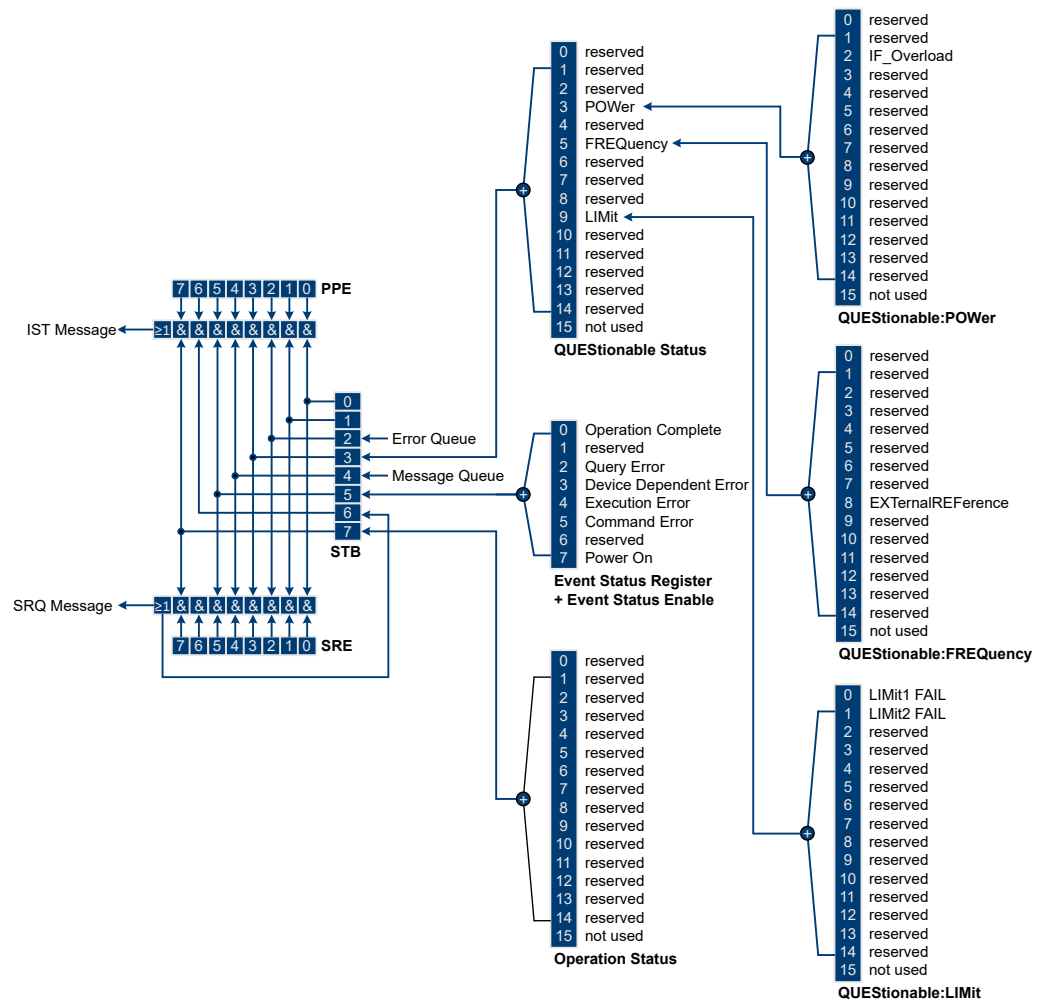 7 6 5 4 3 2 1 0 PPE
IST Message ≥1 & & & & & & & &
0
1
2 Error Queue
3
4 Message Queue
5
6
7
STB
SRQ Message ≥1 & & & & & & & &
7 6 5 4 3 2 1 0 SRE
+
0 reserved
1 reserved
2 reserved
3 POWer
4 reserved
5 FREQuency
6 reserved
7 reserved
8 reserved
9 LIMit
10 reserved
11 reserved
12 reserved
13 reserved
14 reserved
15 not used
QUEStionable Status
+
0 Operation Complete
1 reserved
2 Query Error
3 Device Dependent Error
4 Execution Error
5 Command Error
6 reserved
7 Power On
Event Status Register
+ Event Status Enable
+
0 reserved
1 reserved
2 reserved
3 reserved
4 reserved
5 reserved
6 reserved
7 reserved
8 reserved
9 reserved
10 reserved
11 reserved
12 reserved
13 reserved
14 reserved
15 not used
Operation Status
+
0 reserved
1 reserved
2 IF_Overload
3 reserved
4 reserved
5 reserved
6 reserved
7 reserved
8 reserved
9 reserved
10 reserved
11 reserved
12 reserved
13 reserved
14 reserved
15 not used
QUEStionable:POWer
+
0 reserved
1 reserved
2 reserved
3 reserved
4 reserved
5 reserved
6 reserved
7 reserved
8 EXTernalREFerence
9 reserved
10 reserved
11 reserved
12 reserved
13 reserved
14 reserved
15 not used
QUEStionable:FREQuency
+
0 LIMit1 FAIL
1 LIMit2 FAIL
2 reserved
3 reserved
4 reserved
5 reserved
6 reserved
7 reserved
8 reserved
9 reserved
10 reserved
11 reserved
12 reserved
13 reserved
14 reserved
15 not used
QUEStionable:LIMit